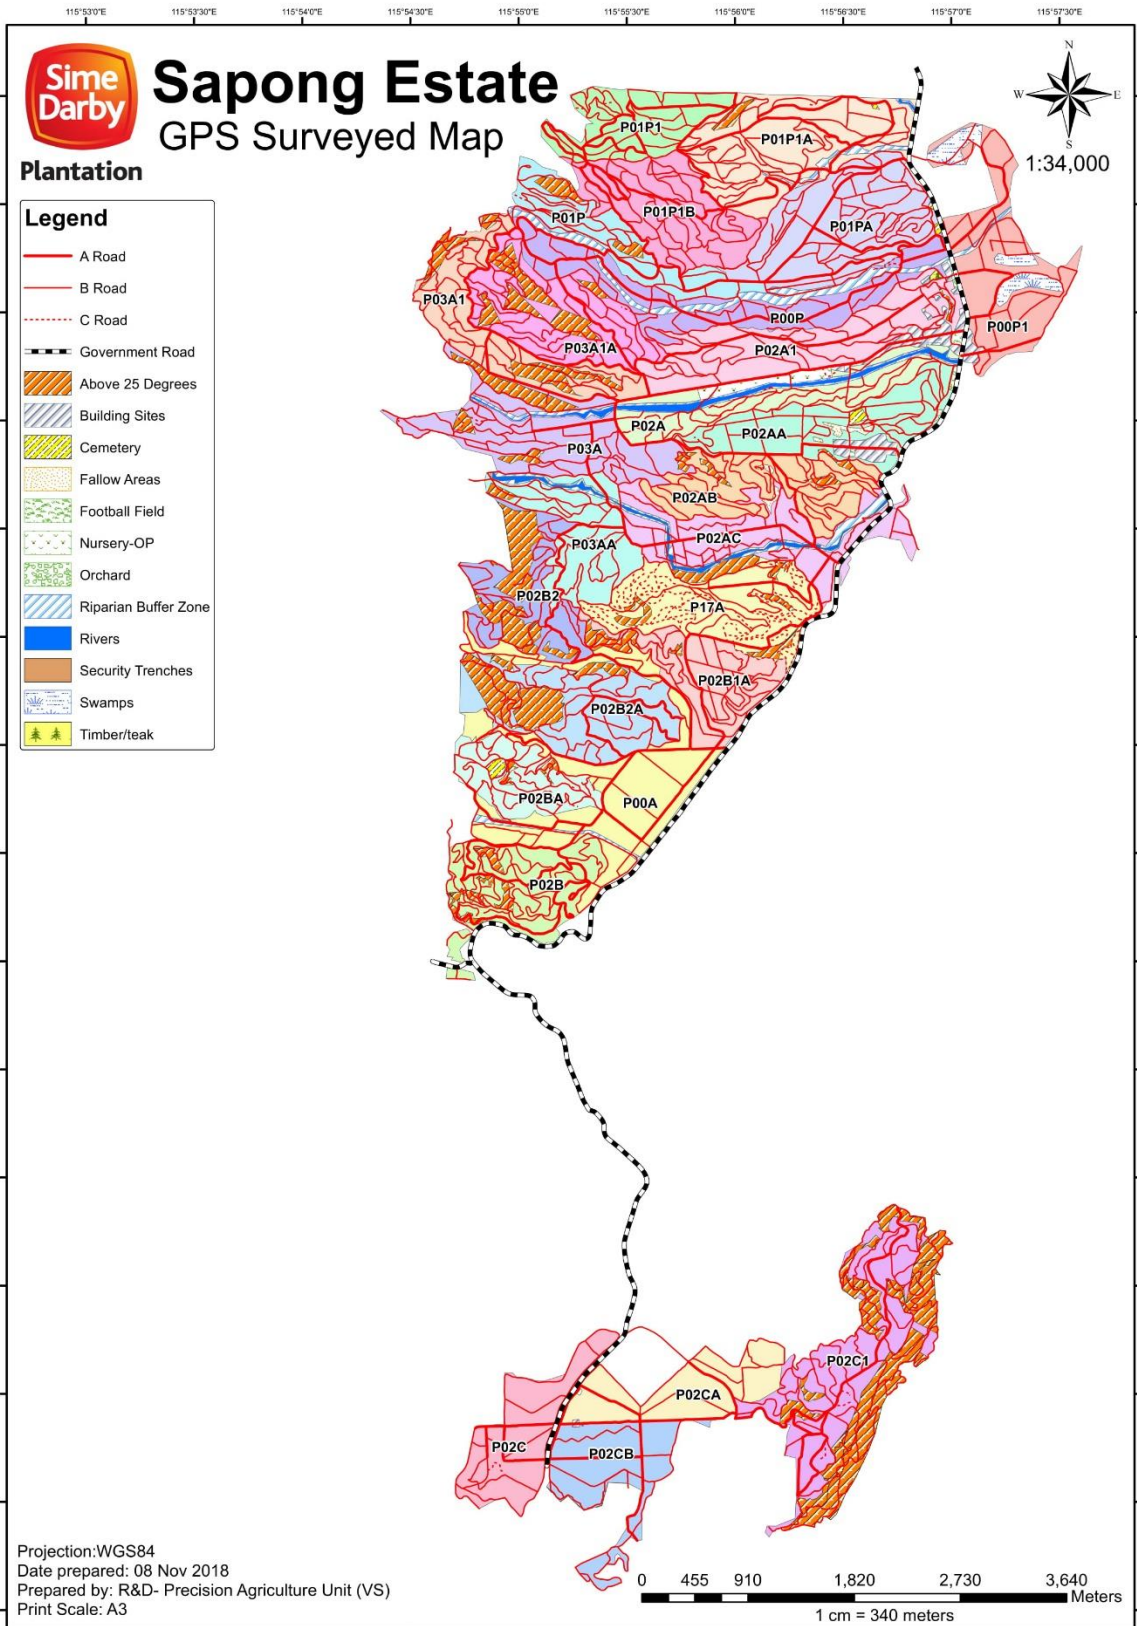 115°53'0"E 115°53'30"E 115°54'0"E 115°54'30"E 115°55'0"E 115°55'30"E 115°56'0"E 115°56'30"E 115°57'0"E 115°57'30"E
Sime
Darby
Plantation
Sapong Estate
GPS Surveyed Map
N
W E
S
1:34,000
Legend
A Road
B Road
C Road
Government Road
Above 25 Degrees
Building Sites
Cemetery
Fallow Areas
Football Field
Nursery-OP
Orchard
Riparian Buffer Zone
Rivers
Security Trenches
Swamps
Timber/teak
P01P1
P01P1A
P01P
P01P1B
P01PA
P03A1
P00P
P00P1
P03A1A
P02A1
P02A
P02AA
P03A
P02AB
P02AC
P03AA
P02B2
P17A
P02B1A
P02B2A
P02BA
P00A
P02B
P02C1
P02CA
P02C
P02CB
Projection:WGS84
Date prepared: 08 Nov 2018
Prepared by: R&D- Precision Agriculture Unit (VS)
Print Scale: A3
0 455 910 1,820 2,730 3,640
Meters
1 cm = 340 meters